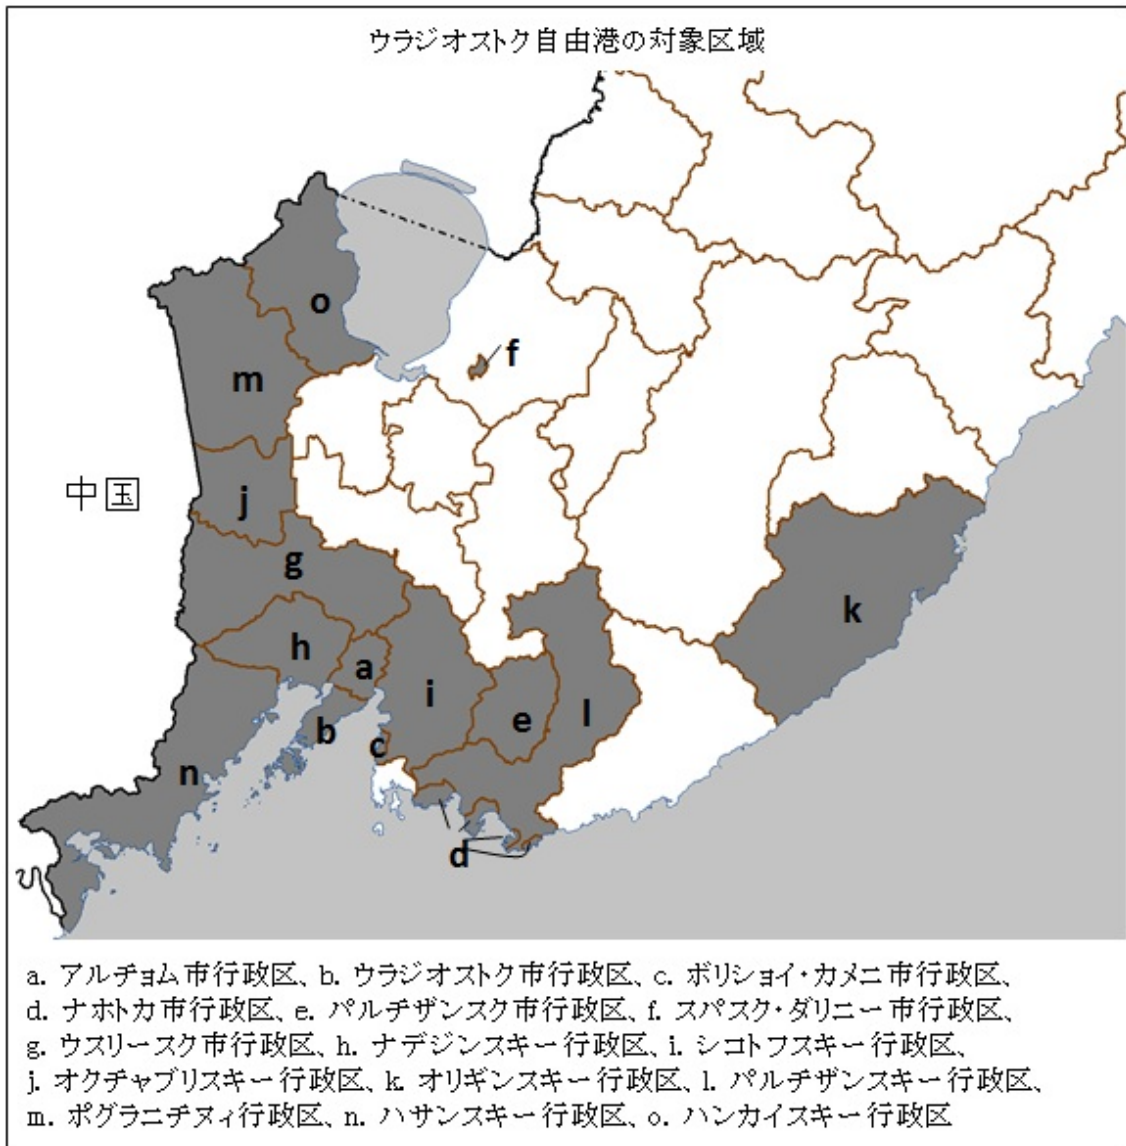 ウラジオストク自由港の対象区域
o
f
m
中国
j
g
k
h
a
i
e
l
b
c
n
d
a. アルチョム市行政区、b. ウラジオストク市行政区、c. ボリショイ・カメニ市行政区、
d. ナホトカ市行政区、e. パルチザンスク市行政区、f. スパスク・ダリニー市行政区、
g. ウスリースク市行政区、h. ナデジンスキー行政区、i. シコトフスキー行政区、
j. オクチャブリスキー行政区、k. オリギンスキー行政区、l. パルチザンスキー行政区、
m. ポグラニチヌィ行政区、n. ハサンスキー行政区、o. ハンカイスキー行政区